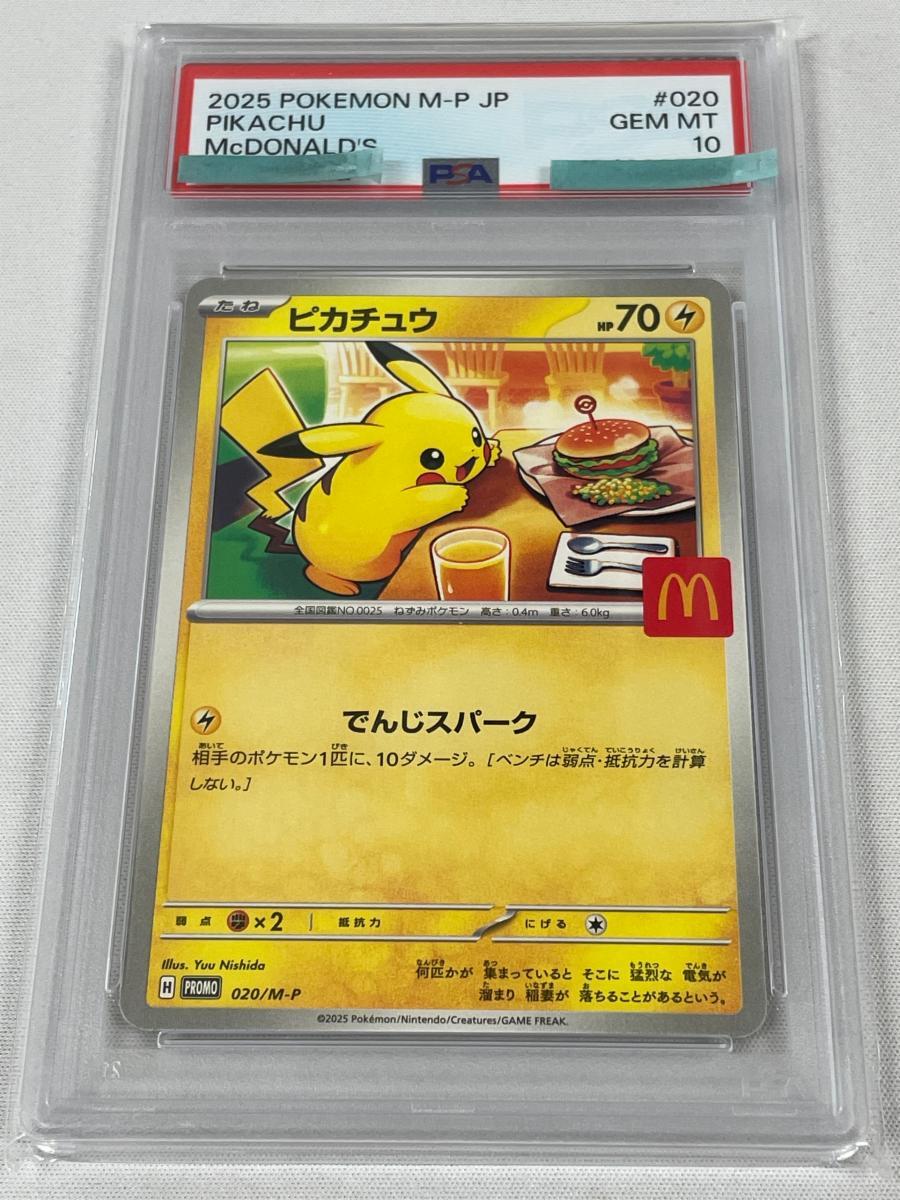 2025 POKEMON M-P JP #020
PIKACHU GEM MT
McDONALD'S 10
PSA
たね ピカチュウ HP70
全国図鑑NO.0025 ねずみポケモン 高さ:0.4m 重さ:6.0kg
でんじスパーク
相手のポケモン1匹に、10ダメージ。[ベンチは弱点・抵抗力を計算
しない。]
弱点 ×2 抵抗力 にげる
Illus. Yuu Nishida
何匹かが 集まっていると そこに 猛烈な 電気が
溜まり 稲妻が 落ちることがあるという。
H PROMO 020/M-P
©2025 Pokémon/Nintendo/Creatures/GAME FREAK.